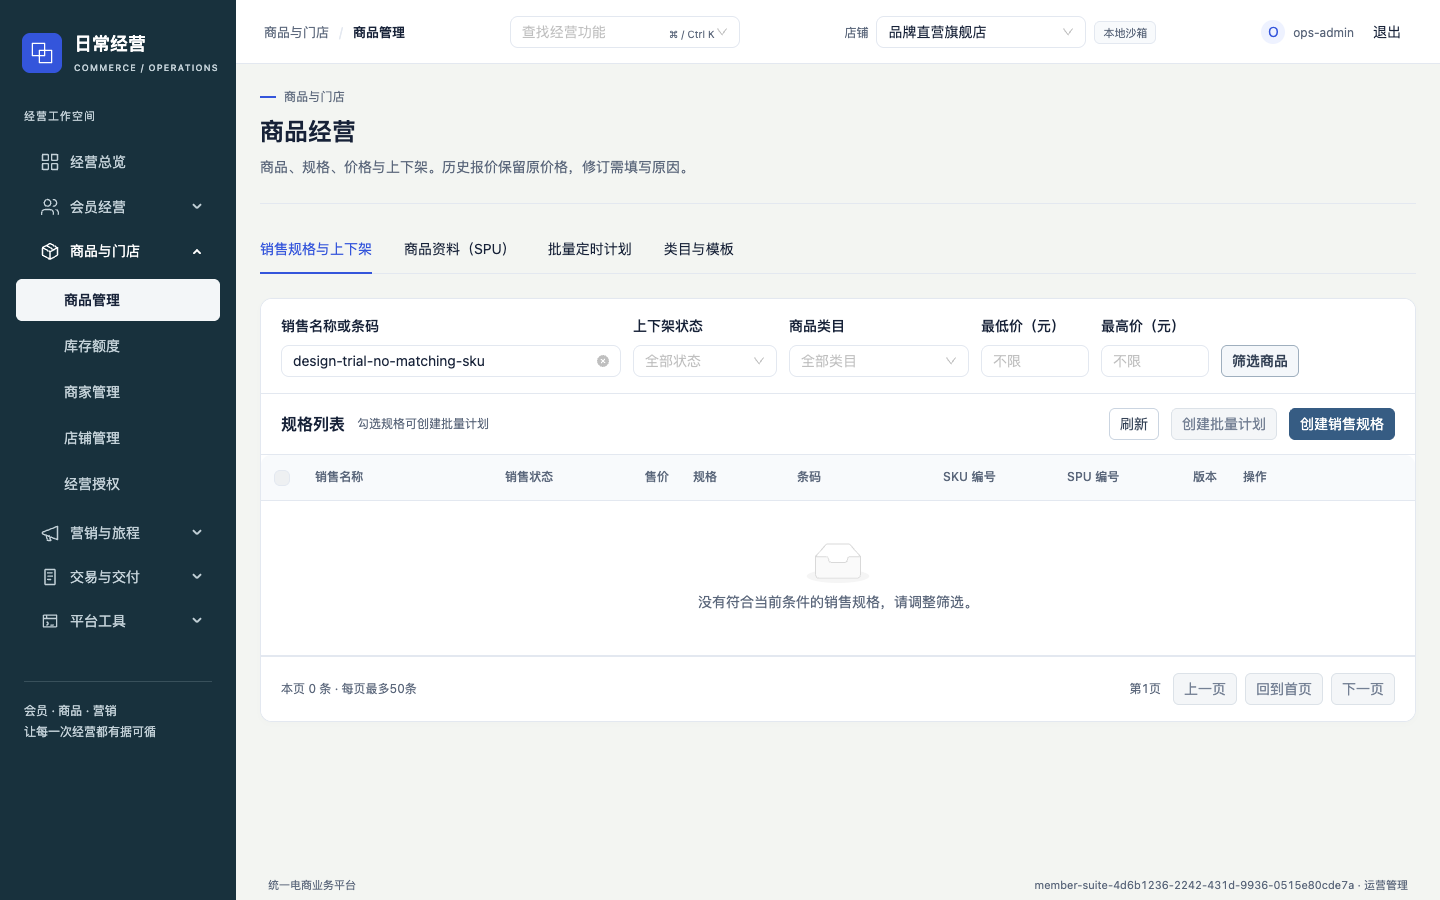 日常经营
COMMERCE / OPERATIONS
经营工作空间
经营总览
会员经营
商品与门店
商品管理
库存额度
商家管理
店铺管理
经营授权
营销与旅程
交易与交付
平台工具
会员 · 商品 · 营销
让每一次经营都有据可循
商品与门店 / 商品管理
查找经营功能 ⌘ / Ctrl K
店铺 品牌直营旗舰店 本地沙箱
O ops-admin 退出
商品与门店
商品经营
商品、规格、价格与上下架。历史报价保留原价格，修订需填写原因。
销售规格与上下架 商品资料（SPU） 批量定时计划 类目与模板
销售名称或条码 上下架状态 商品类目 最低价（元） 最高价（元）
design-trial-no-matching-sku 全部状态 全部类目 不限 不限 筛选商品
规格列表 勾选规格可创建批量计划 刷新 创建批量计划 创建销售规格
销售名称 销售状态 售价 规格 条码 SKU 编号 SPU 编号 版本 操作
没有符合当前条件的销售规格，请调整筛选。
本页 0 条 · 每页最多50条 第1页 上一页 回到首页 下一页
统一电商业务平台 member-suite-4d6b1236-2242-431d-9936-0515e80cde7a · 运营管理